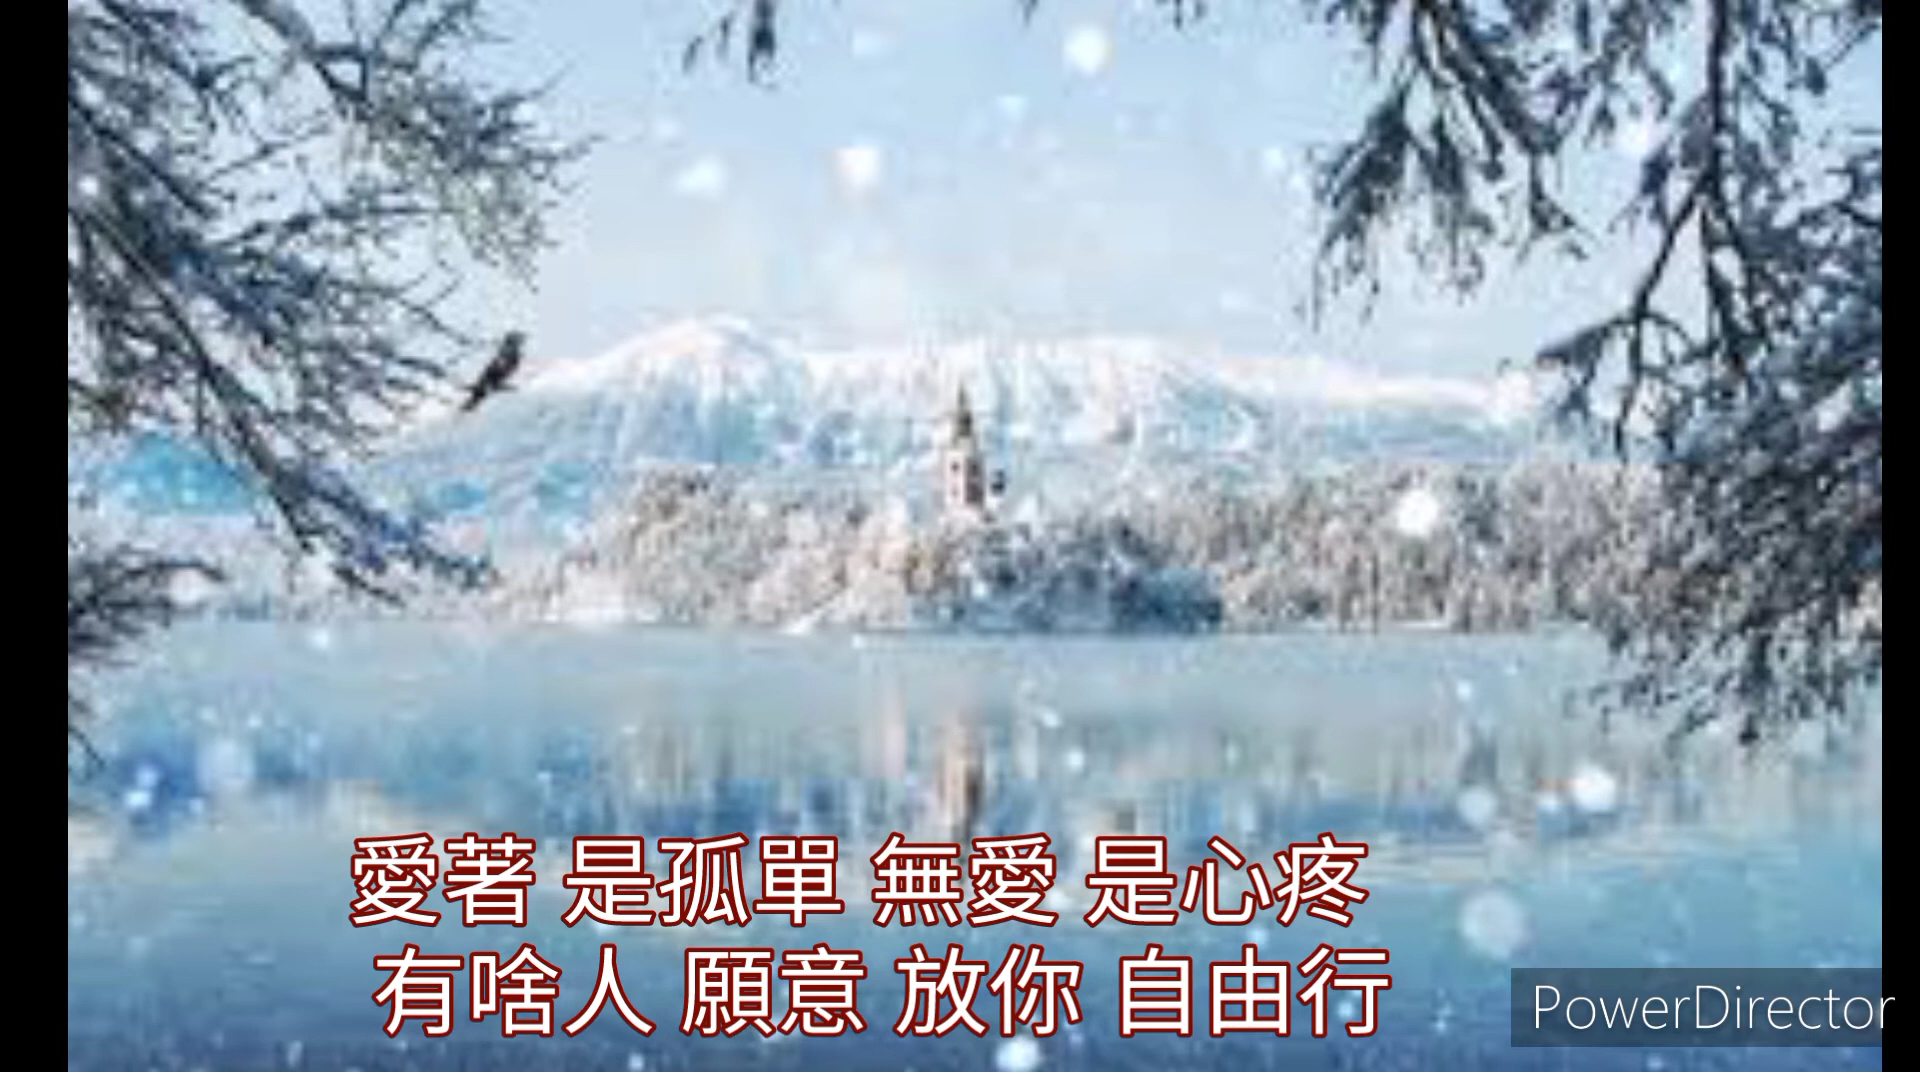 愛著 是孤單 無愛 是心疼
有啥人 願意 放你 自由行
PowerDirector